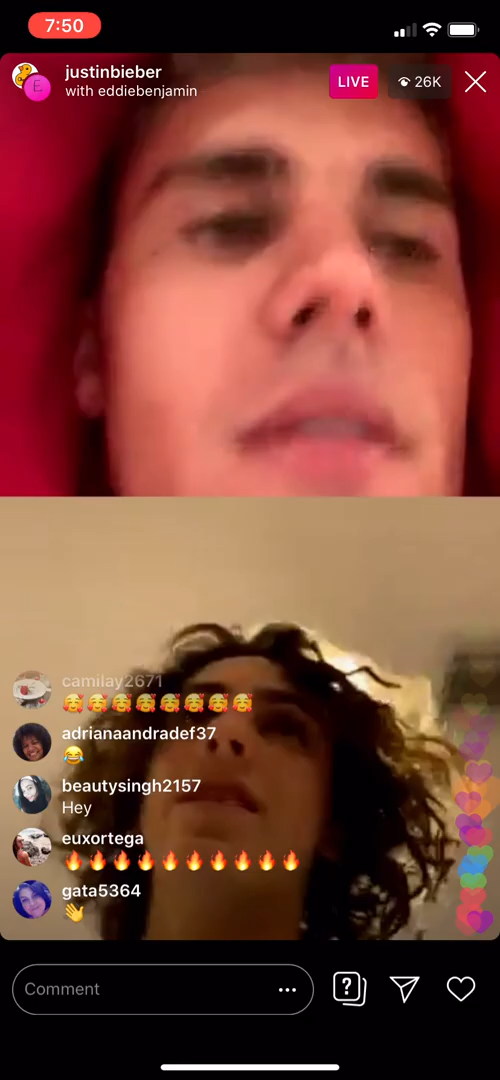 7:50
justinbieber
with eddiebenjamin
LIVE
26K
E
camilay2671
🥰🥰🥰🥰🥰🥰🥰🥰
adrianaandradef37
😂
beautysingh2157
Hey
euxortega
🔥🔥🔥🔥🔥🔥🔥🔥🔥🔥
gata5364
👋
Comment
?